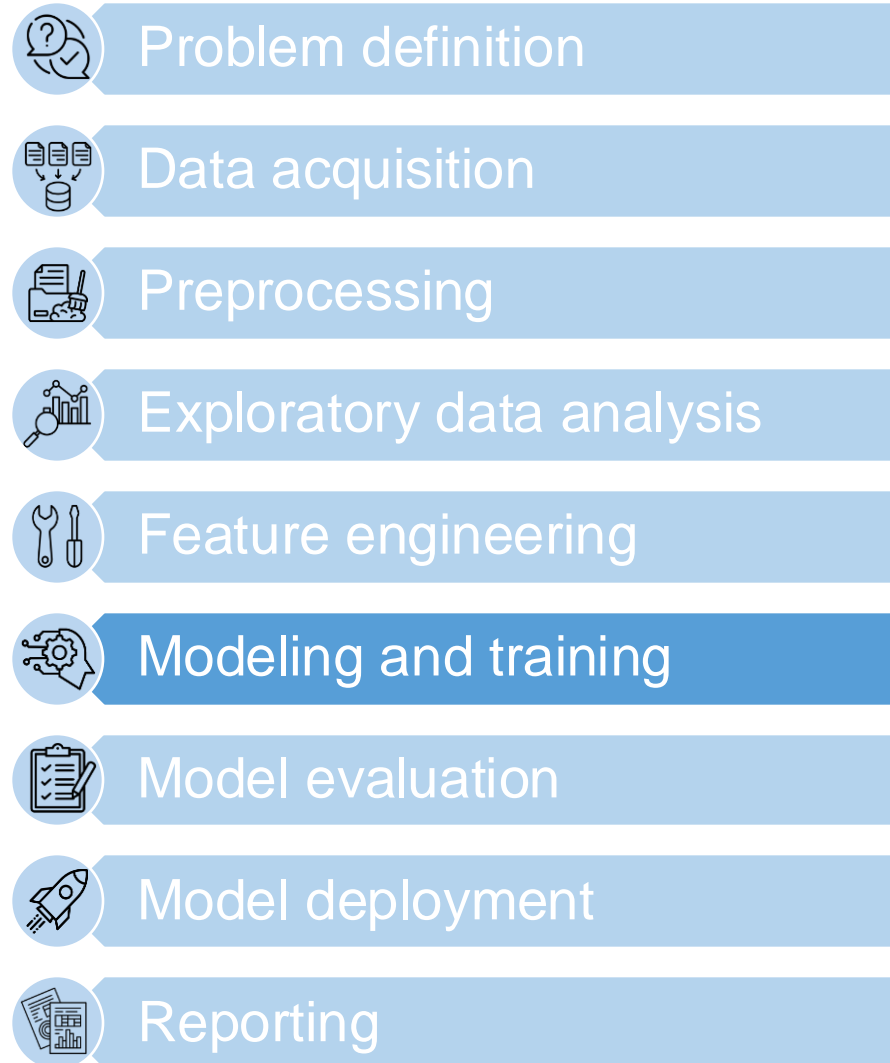 Problem definition
Data acquisition
Preprocessing
Exploratory data analysis
Feature engineering
Modeling and training
Model evaluation
Model deployment
Reporting